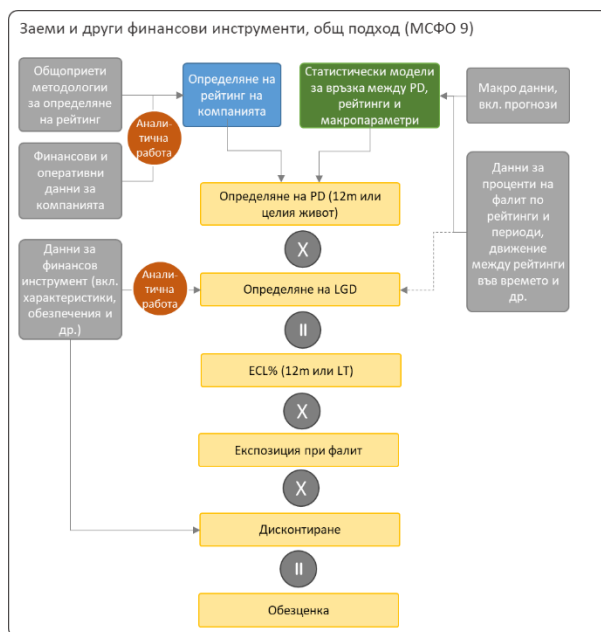 Заеми и други финансови инструменти, общ подход (МСФО 9)
Общоприети
методологии
за определяне
на рейтинг
Определяне на
рейтинг на
компанията
Статистически модели
за връзка между PD,
рейтинги и
макропараметри
Макро данни,
вкл. прогнози
Анали-
тична
работа
Финансови и
оперативни
данни за
компанията
Определяне на PD (12m или
целия живот)
Данни за
проценти на
фалит по
рейтинги и
периоди,
движение
между рейтинги
във времето и
др.
X
Данни за
финансов
инструмент (вкл.
характеристики,
обезпечения и
др.)
Анали-
тична
работа
Определяне на LGD
=
ECL% (12m или LT)
X
Експозиция при фалит
X
Дисконтиране
=
Обезценка